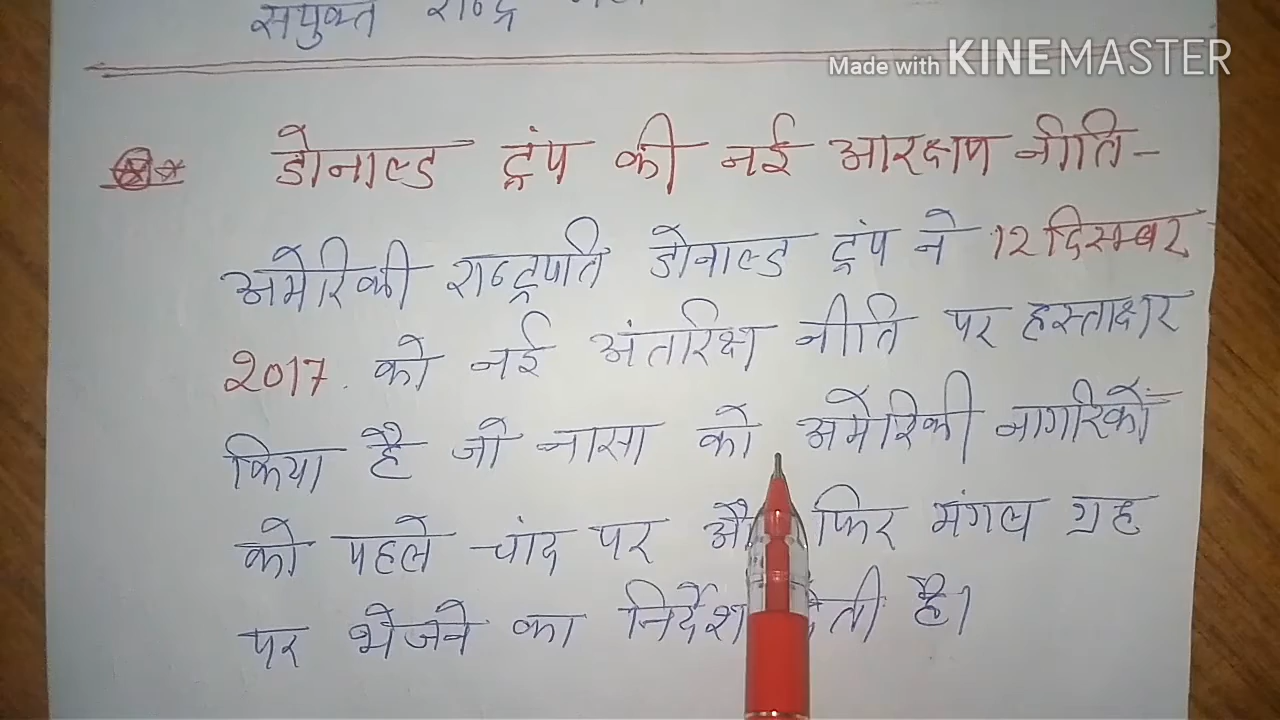 संयुक्त राष्ट्र
Made with KINEMASTER
डोनाल्ड ट्रंप की नई आरक्षण नीति-
अमेरिकी राष्ट्रपति डोनाल्ड ट्रंप ने 12 दिसम्बर
2017. को नई अंतरिक्ष नीति पर हस्ताक्षर
किया है जो नासा को अमेरिकी नागरिकों
को पहले चांद पर और फिर मंगल ग्रह
पर भेजने का निर्देश देती है।